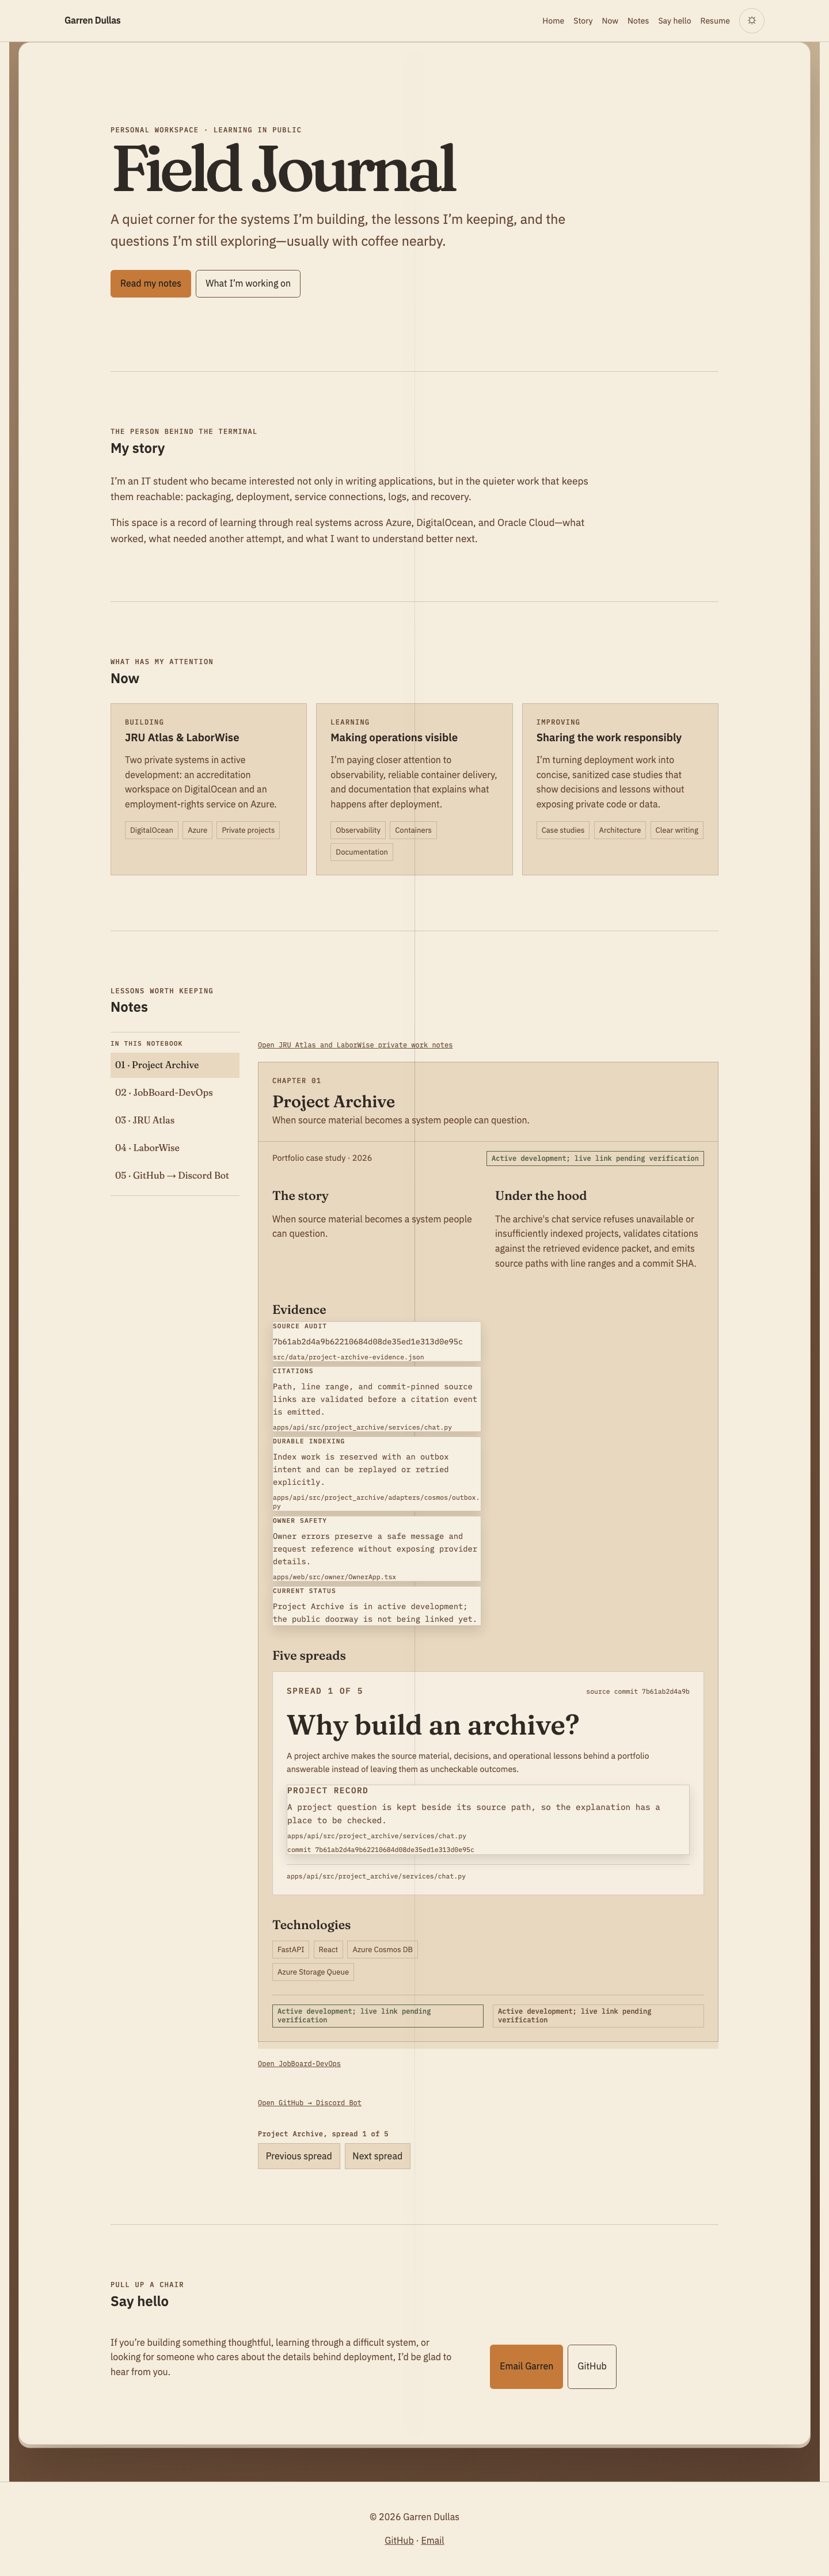 Garren Dullas
Home Story Now Notes Say hello Resume
PERSONAL WORKSPACE · LEARNING IN PUBLIC
Field Journal
A quiet corner for the systems I’m building, the lessons I’m keeping, and the
questions I’m still exploring—usually with coffee nearby.
Read my notes What I’m working on
THE PERSON BEHIND THE TERMINAL
My story
I’m an IT student who became interested not only in writing applications, but in the quieter work that keeps
them reachable: packaging, deployment, service connections, logs, and recovery.
This space is a record of learning through real systems across Azure, DigitalOcean, and Oracle Cloud—what
worked, what needed another attempt, and what I want to understand better next.
WHAT HAS MY ATTENTION
Now
BUILDING
JRU Atlas & LaborWise
Two private systems in active
development: an accreditation
workspace on DigitalOcean and an
employment-rights service on Azure.
DigitalOcean Azure Private projects
LEARNING
Making operations visible
I’m paying closer attention to
observability, reliable container delivery,
and documentation that explains what
happens after deployment.
Observability Containers
Documentation
IMPROVING
Sharing the work responsibly
I’m turning deployment work into
concise, sanitized case studies that
show decisions and lessons without
exposing private code or data.
Case studies Architecture Clear writing
LESSONS WORTH KEEPING
Notes
IN THIS NOTEBOOK
01 · Project Archive
02 · JobBoard-DevOps
03 · JRU Atlas
04 · LaborWise
05 · GitHub → Discord Bot
Open JRU Atlas and LaborWise private work notes
CHAPTER 01
Project Archive
When source material becomes a system people can question.
Portfolio case study · 2026
Active development; live link pending verification
The story
When source material becomes a system people
can question.
Under the hood
The archive's chat service refuses unavailable or
insufficiently indexed projects, validates citations
against the retrieved evidence packet, and emits
source paths with line ranges and a commit SHA.
Evidence
SOURCE AUDIT
7b61ab2d4a9b62210684d08de35ed1e313d0e95c
src/data/project-archive-evidence.json
CITATIONS
Path, line range, and commit-pinned source
links are validated before a citation event
is emitted.
apps/api/src/project_archive/services/chat.py
DURABLE INDEXING
Index work is reserved with an outbox
intent and can be replayed or retried
explicitly.
apps/api/src/project_archive/adapters/cosmos/outbox.
py
OWNER SAFETY
Owner errors preserve a safe message and
request reference without exposing provider
details.
apps/web/src/owner/OwnerApp.tsx
CURRENT STATUS
Project Archive is in active development;
the public doorway is not being linked yet.
Five spreads
SPREAD 1 OF 5
source commit 7b61ab2d4a9b
Why build an archive?
A project archive makes the source material, decisions, and operational lessons behind a portfolio
answerable instead of leaving them as uncheckable outcomes.
PROJECT RECORD
A project question is kept beside its source path, so the explanation has a
place to be checked.
apps/api/src/project_archive/services/chat.py
commit 7b61ab2d4a9b62210684d08de35ed1e313d0e95c
apps/api/src/project_archive/services/chat.py
Technologies
FastAPI React Azure Cosmos DB
Azure Storage Queue
Active development; live link pending
verification
Active development; live link pending
verification
Open JobBoard-DevOps
Open GitHub → Discord Bot
Project Archive, spread 1 of 5
Previous spread Next spread
PULL UP A CHAIR
Say hello
If you’re building something thoughtful, learning through a difficult system, or
looking for someone who cares about the details behind deployment, I’d be glad to
hear from you.
Email Garren GitHub
© 2026 Garren Dullas
GitHub · Email